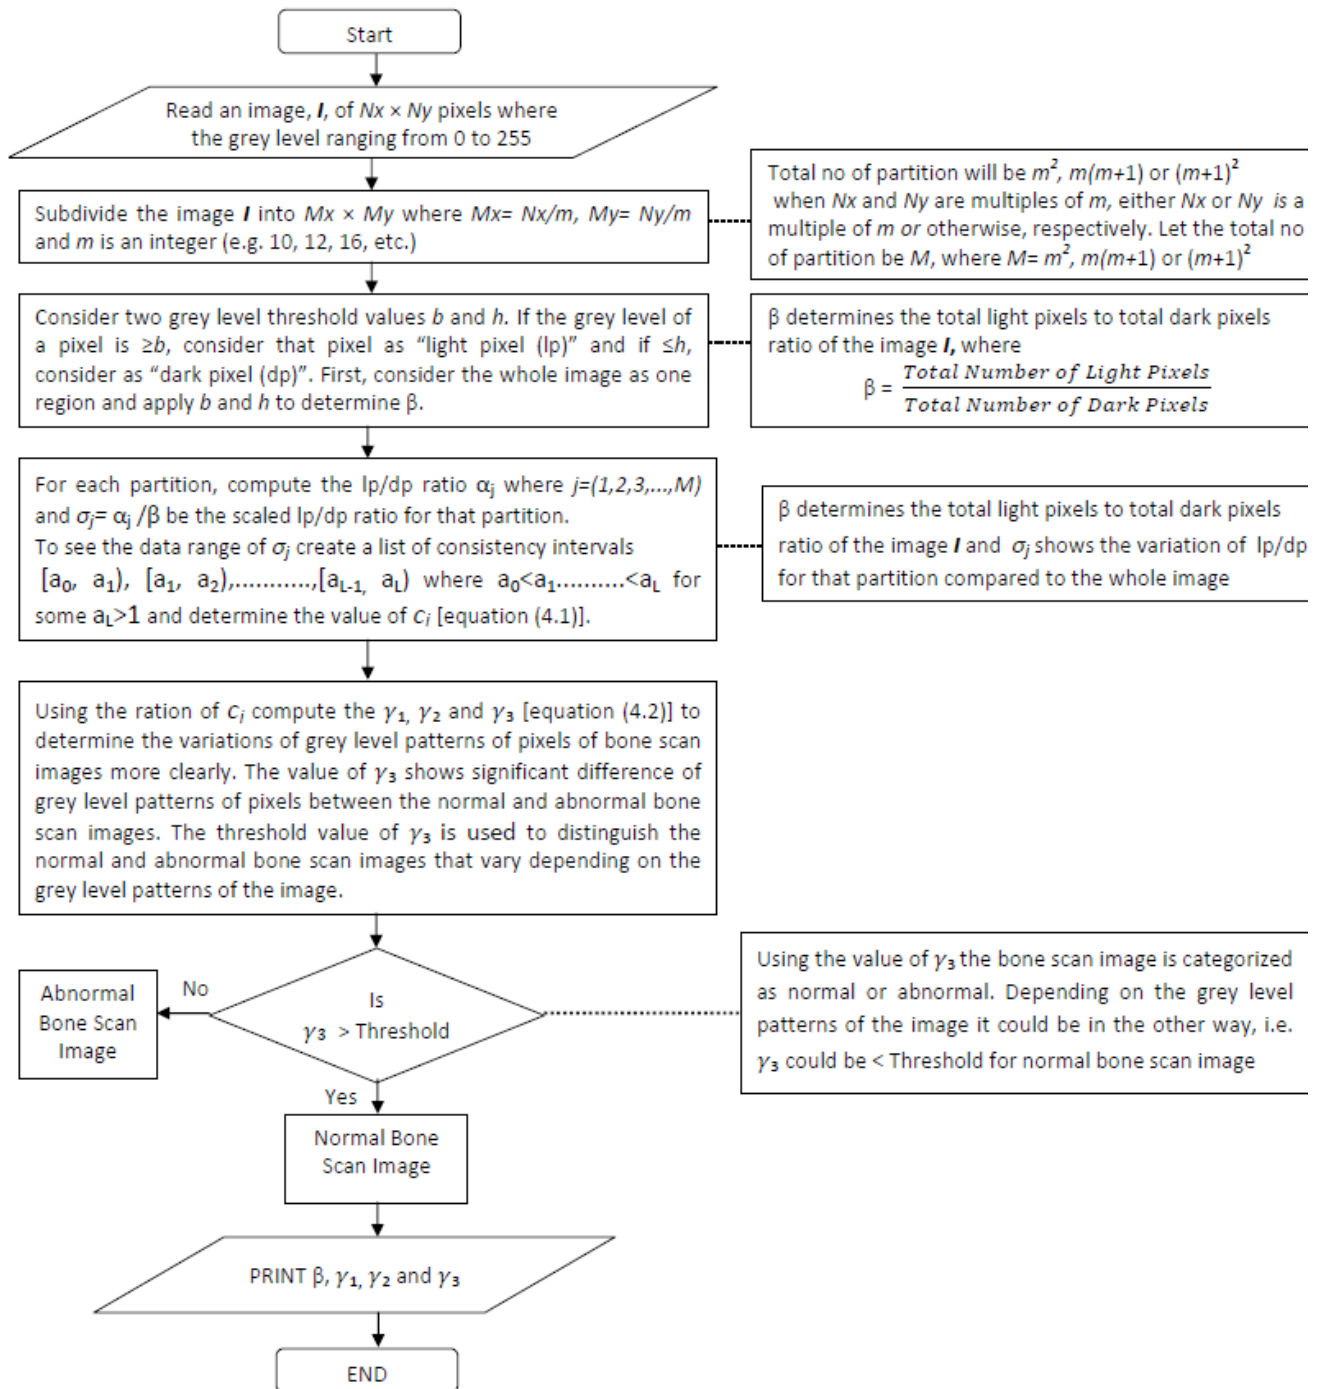 Start
Read an image, I, of Nx × Ny pixels where
the grey level ranging from 0 to 255
Subdivide the image I into Mx × My where Mx= Nx/m, My= Ny/m
and m is an integer (e.g. 10, 12, 16, etc.)
Total no of partition will be m², m(m+1) or (m+1)²
when Nx and Ny are multiples of m, either Nx or Ny is a
multiple of m or otherwise, respectively. Let the total no
of partition be M, where M= m², m(m+1) or (m+1)²
Consider two grey level threshold values b and h. If the grey level of
a pixel is ≥b, consider that pixel as “light pixel (lp)” and if ≤h,
consider as “dark pixel (dp)”. First, consider the whole image as one
region and apply b and h to determine β.
β determines the total light pixels to total dark pixels
ratio of the image I, where
β = Total Number of Light Pixels
Total Number of Dark Pixels
For each partition, compute the lp/dp ratio αj where j=(1,2,3,...,M)
and σj= αj /β be the scaled lp/dp ratio for that partition.
To see the data range of σj create a list of consistency intervals
[a₀, a₁), [a₁, a₂),...........,[a_L-1, a_L) where a₀<a₁..........<a_L for
some a_L>1 and determine the value of ci [equation (4.1)].
β determines the total light pixels to total dark pixels
ratio of the image I and σj shows the variation of lp/dp
for that partition compared to the whole image
Using the ration of ci compute the γ₁, γ₂ and γ₃ [equation (4.2)] to
determine the variations of grey level patterns of pixels of bone scan
images more clearly. The value of γ₃ shows significant difference of
grey level patterns of pixels between the normal and abnormal bone
scan images. The threshold value of γ₃ is used to distinguish the
normal and abnormal bone scan images that vary depending on the
grey level patterns of the image.
Is
γ₃ > Threshold
No
Abnormal
Bone Scan
Image
Using the value of γ₃ the bone scan image is categorized
as normal or abnormal. Depending on the grey level
patterns of the image it could be in the other way, i.e.
γ₃ could be < Threshold for normal bone scan image
Yes
Normal Bone
Scan Image
PRINT β, γ₁, γ₂ and γ₃
END